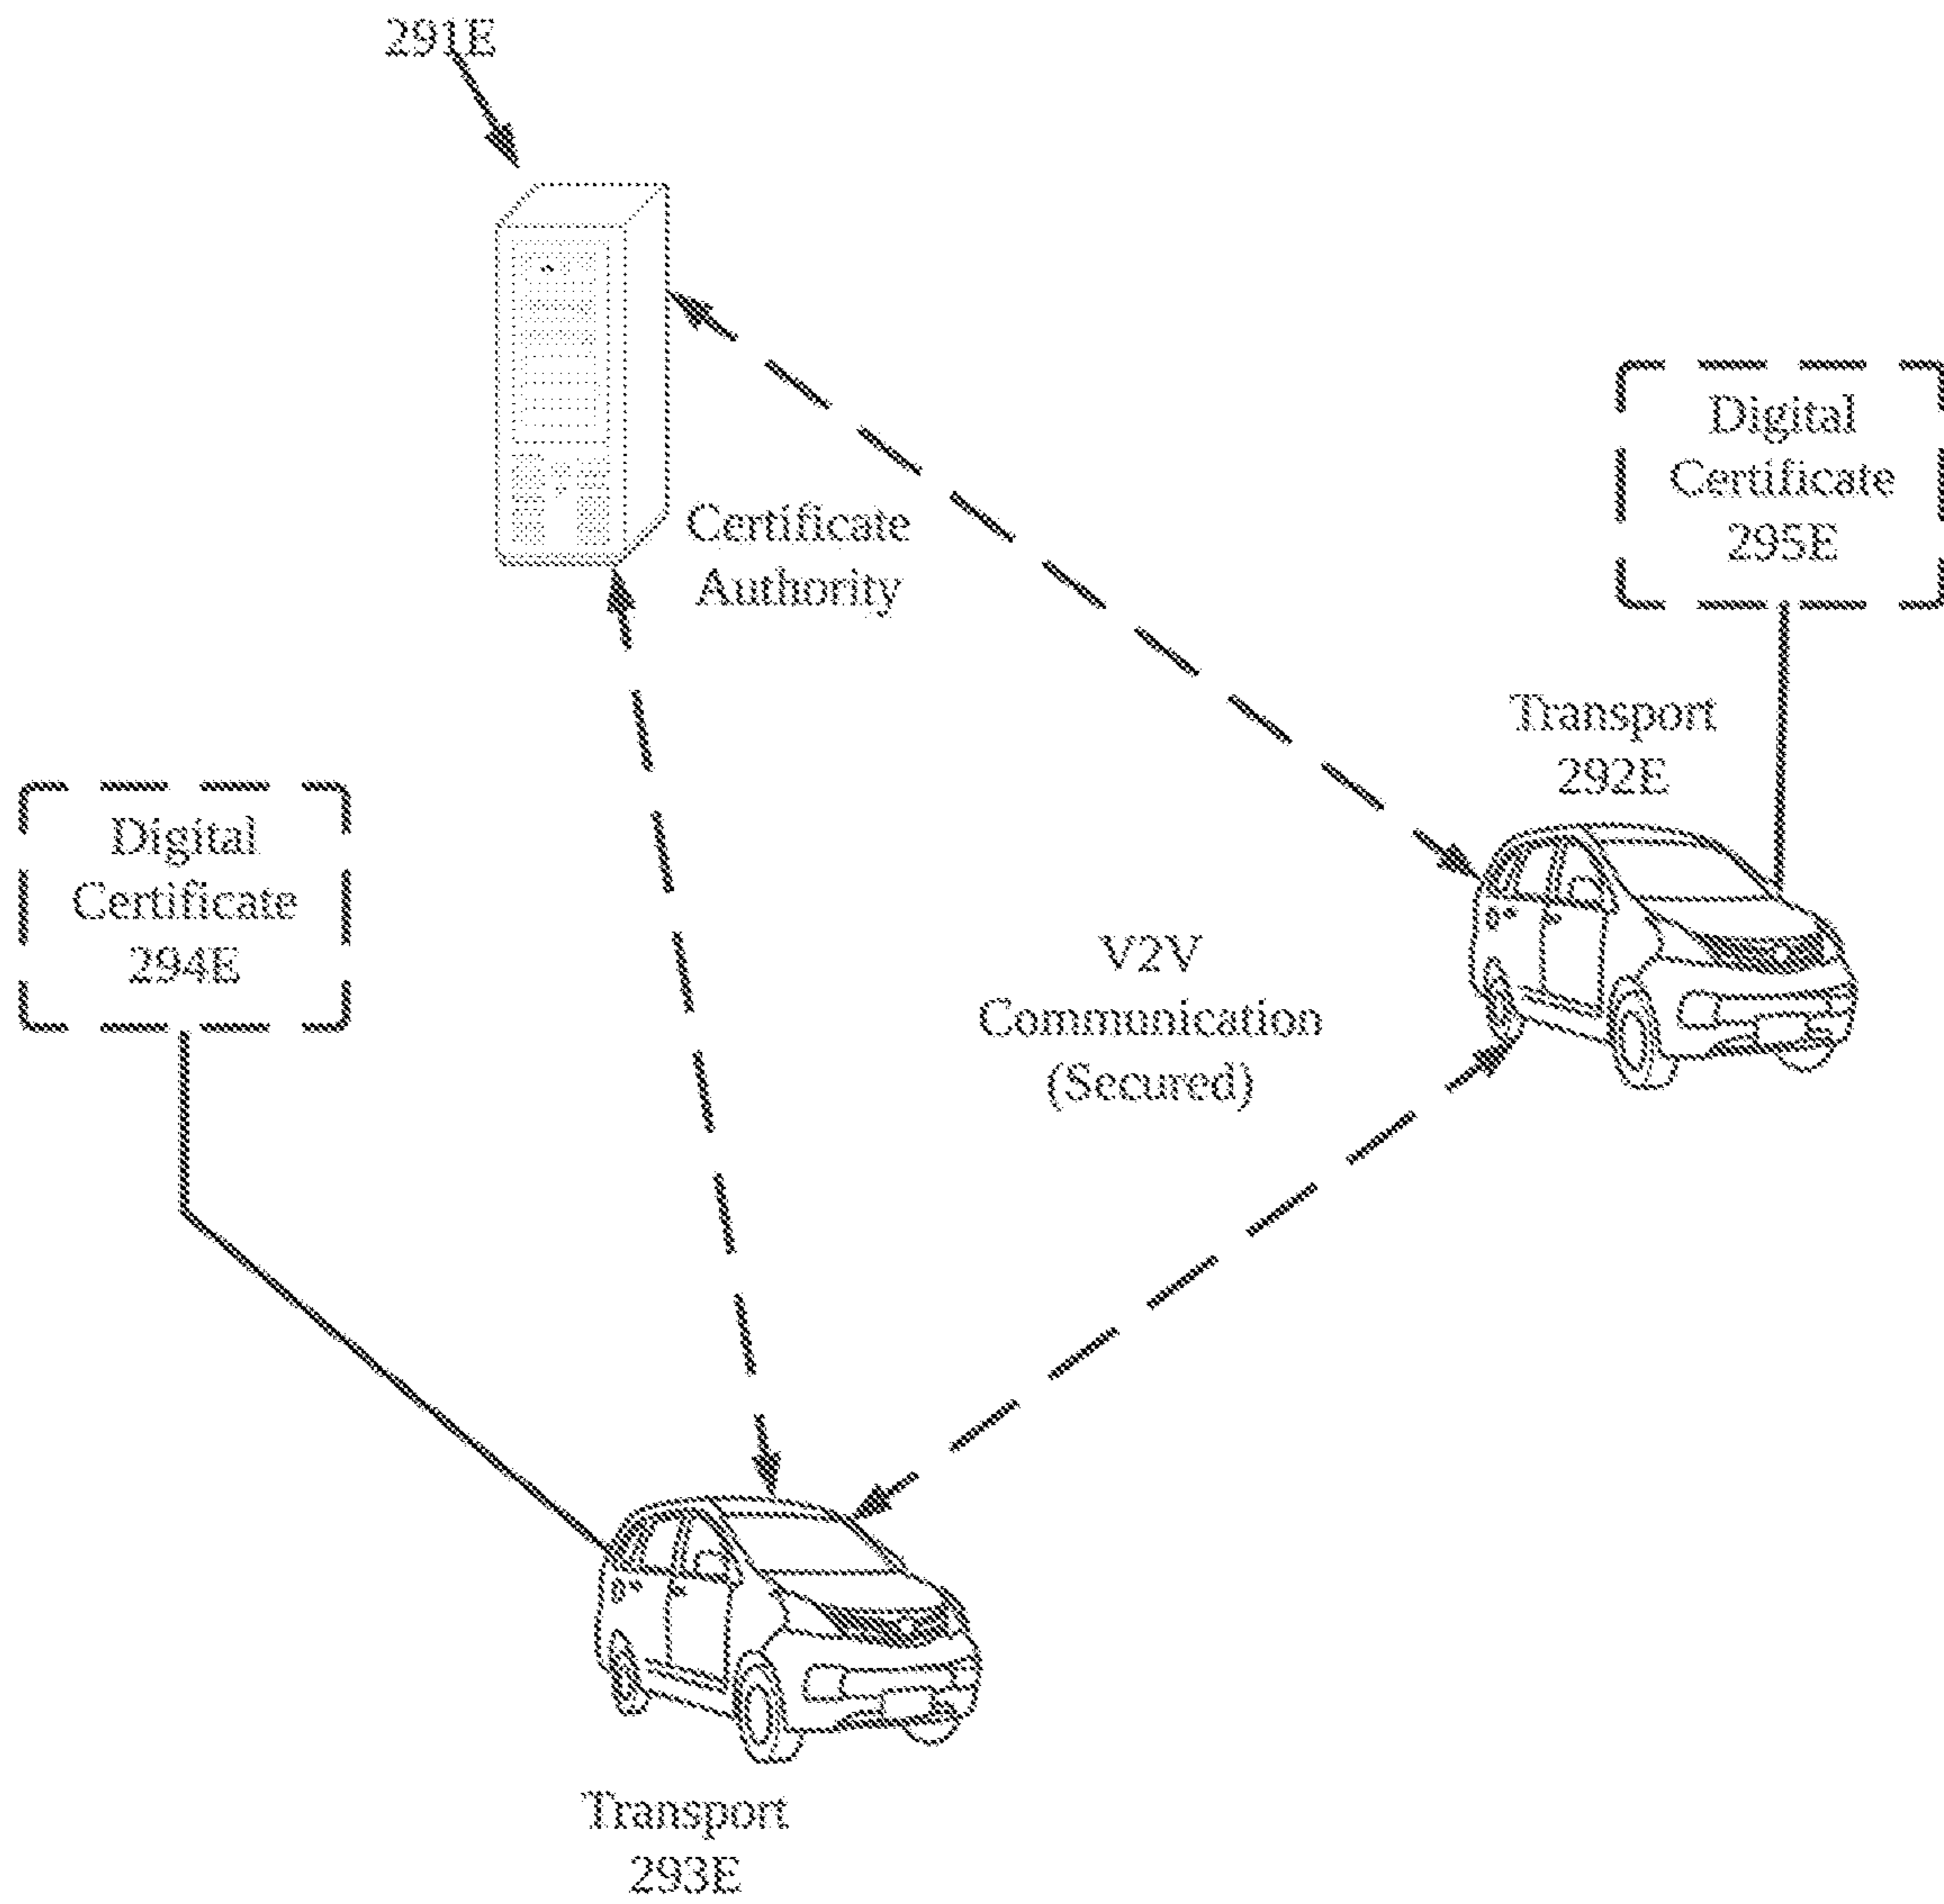 291E
Certificate
Authority
Digital
Certificate
295E
Transport
292E
Digital
Certificate
294E
V2V
Communication
(Secured)
Transport
293E